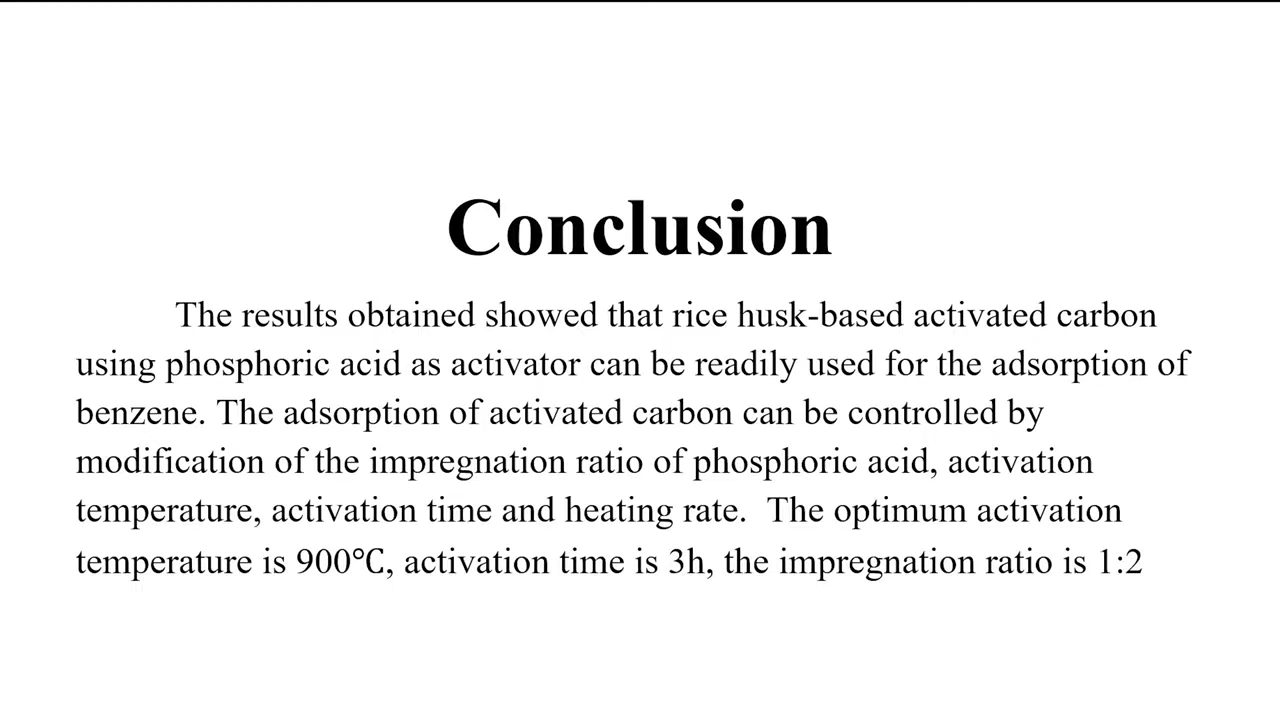 Conclusion
The results obtained showed that rice husk-based activated carbon
using phosphoric acid as activator can be readily used for the adsorption of
benzene. The adsorption of activated carbon can be controlled by
modification of the impregnation ratio of phosphoric acid, activation
temperature, activation time and heating rate.  The optimum activation
temperature is 900℃, activation time is 3h, the impregnation ratio is 1:2